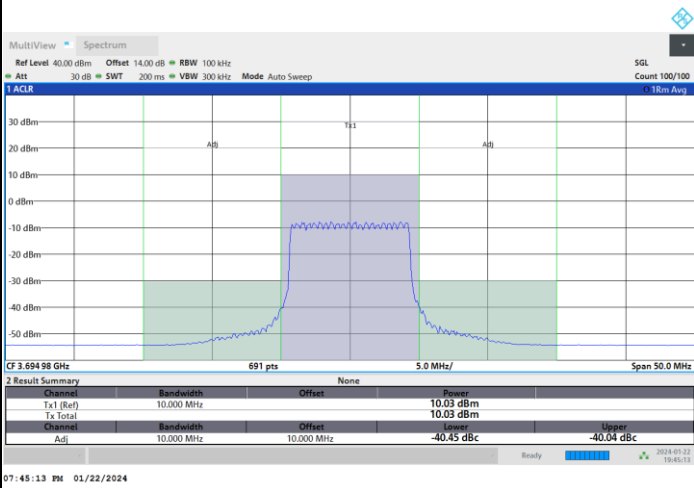 MultiView Spectrum
Ref Level 40.00 dBm Offset 14.00 dB RBW 100 kHz SGL
Att 30 dB SWT 200 ms VBW 300 kHz Mode Auto Sweep Count 100/100
1 ACLR 1Rm Avg
30 dBm
Tx1
20 dBm
Adj Adj
10 dBm
0 dBm
-10 dBm
-20 dBm
-30 dBm
-40 dBm
-50 dBm
CF 3.694 98 GHz 691 pts 5.0 MHz/ Span 50.0 MHz
2 Result Summary None
Channel Bandwidth Offset Power
Tx1 (Ref) 10.000 MHz 10.03 dBm
Tx Total 10.03 dBm
Channel Bandwidth Offset Lower Upper
Adj 10.000 MHz 10.000 MHz -40.45 dBc -40.04 dBc
Ready 2024-01-22
19:45:13
07:45:13 PM 01/22/2024